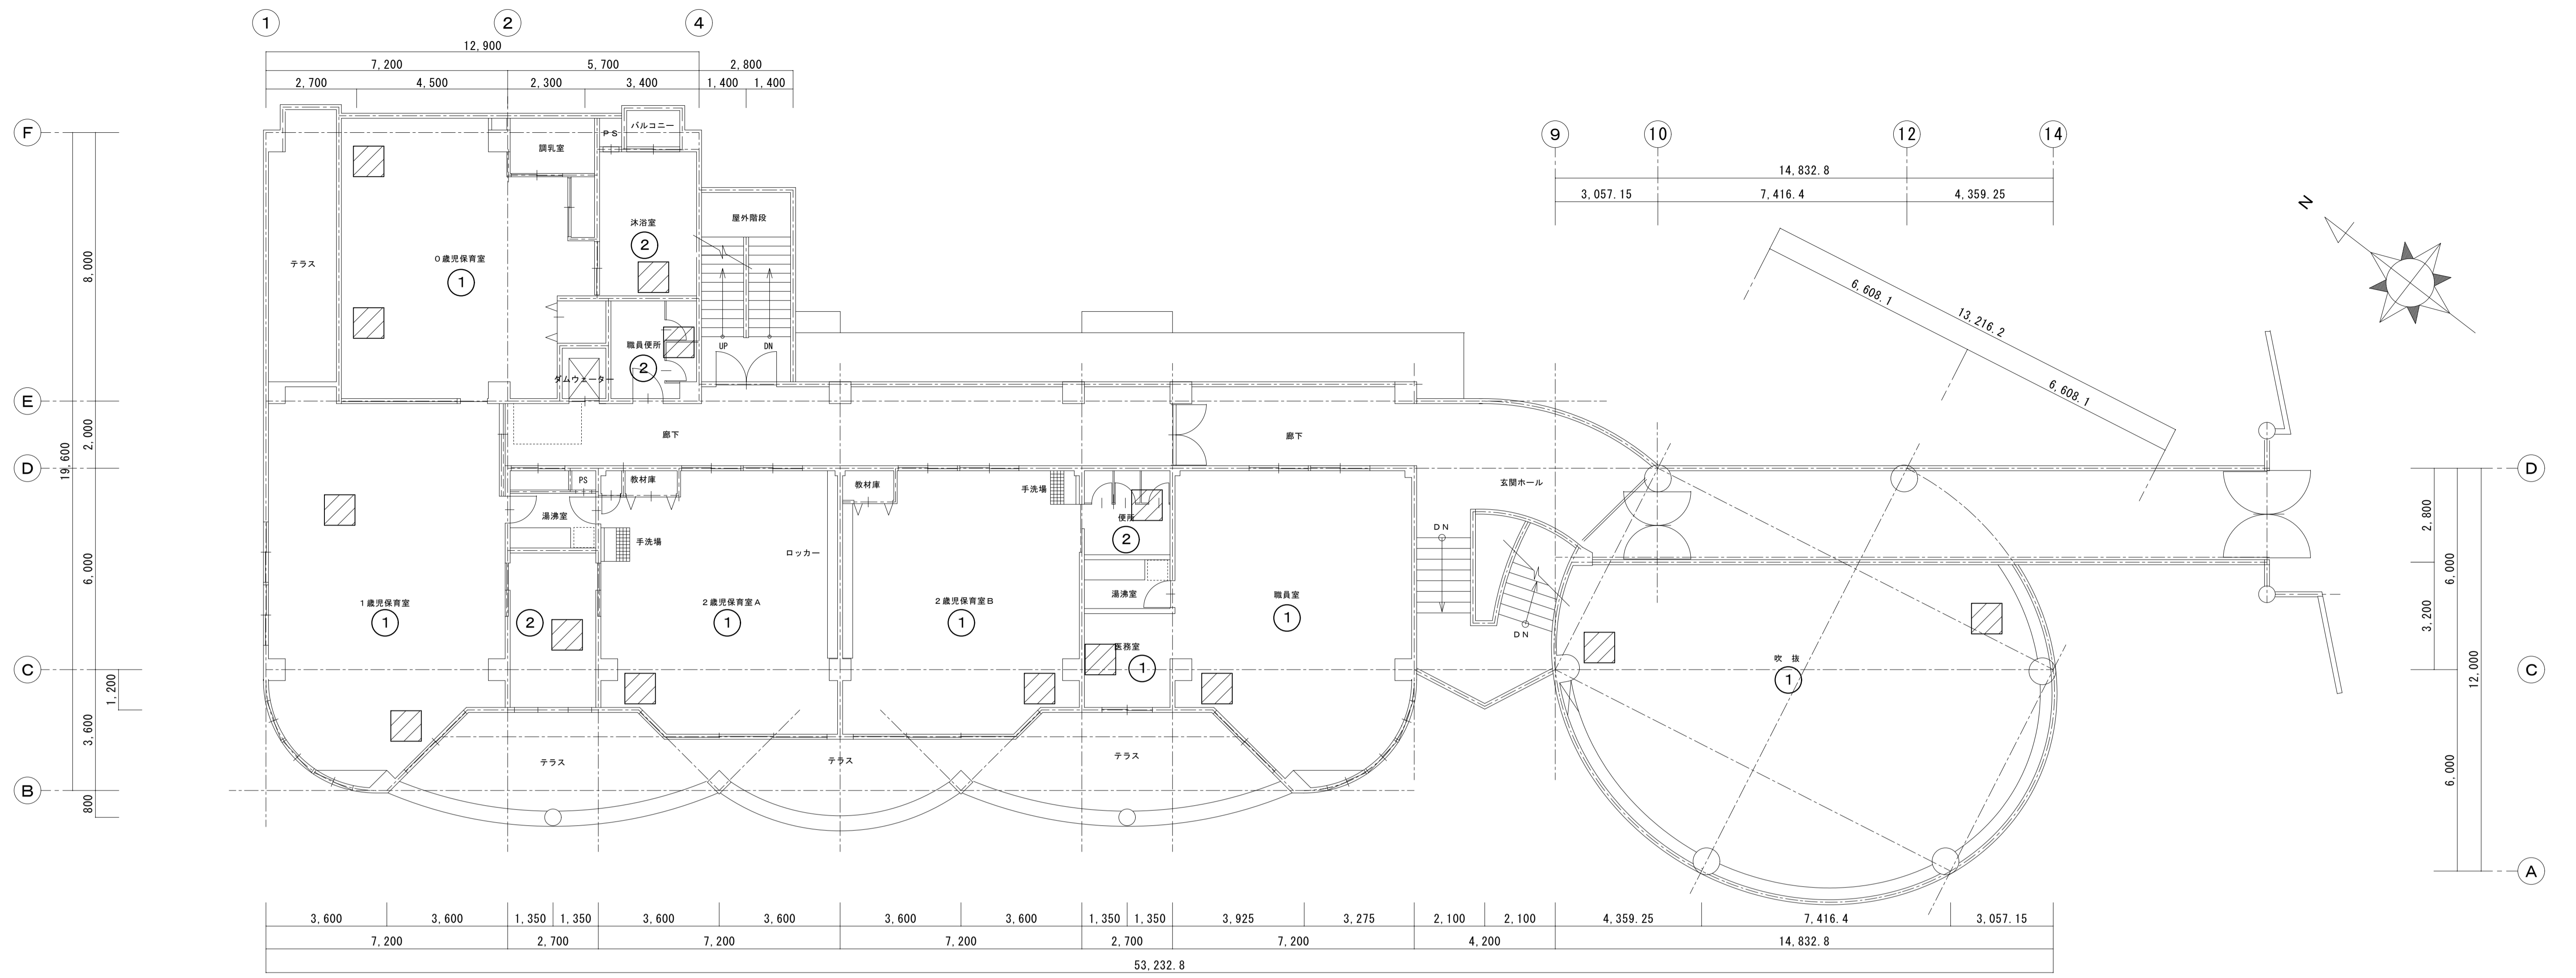 1
2
4
12,900
7,200
5,700
2,800
2,700
4,500
2,300
3,400
1,400
1,400
F
PS
バルコニー
9
10
12
14
調乳室
14,832.8
3,057.15
7,416.4
4,359.25
N
屋外階段
沐浴室
2
テラス
0歳児保育室
1
8,000
6,608.1
13,216.2
6,608.1
職員便所
2
UP
DN
ダムウェーター
E
2,000
19,600
廊下
廊下
D
D
PS
教材庫
教材庫
手洗場
玄関ホール
湯沸室
便所
2
DN
2,800
手洗場
ロッカー
6,000
6,000
湯沸室
1歳児保育室
1
2
2歳児保育室A
1
2歳児保育室B
1
職員室
1
DN
3,200
医務室
1
吹 抜
1
C
C
1,200
12,000
3,600
テラス
テラス
テラス
B
800
6,000
A
3,600
3,600
1,350
1,350
3,600
3,600
3,600
3,600
1,350
1,350
3,925
3,275
2,100
2,100
4,359.25
7,416.4
3,057.15
7,200
2,700
7,200
7,200
2,700
7,200
4,200
14,832.8
53,232.8